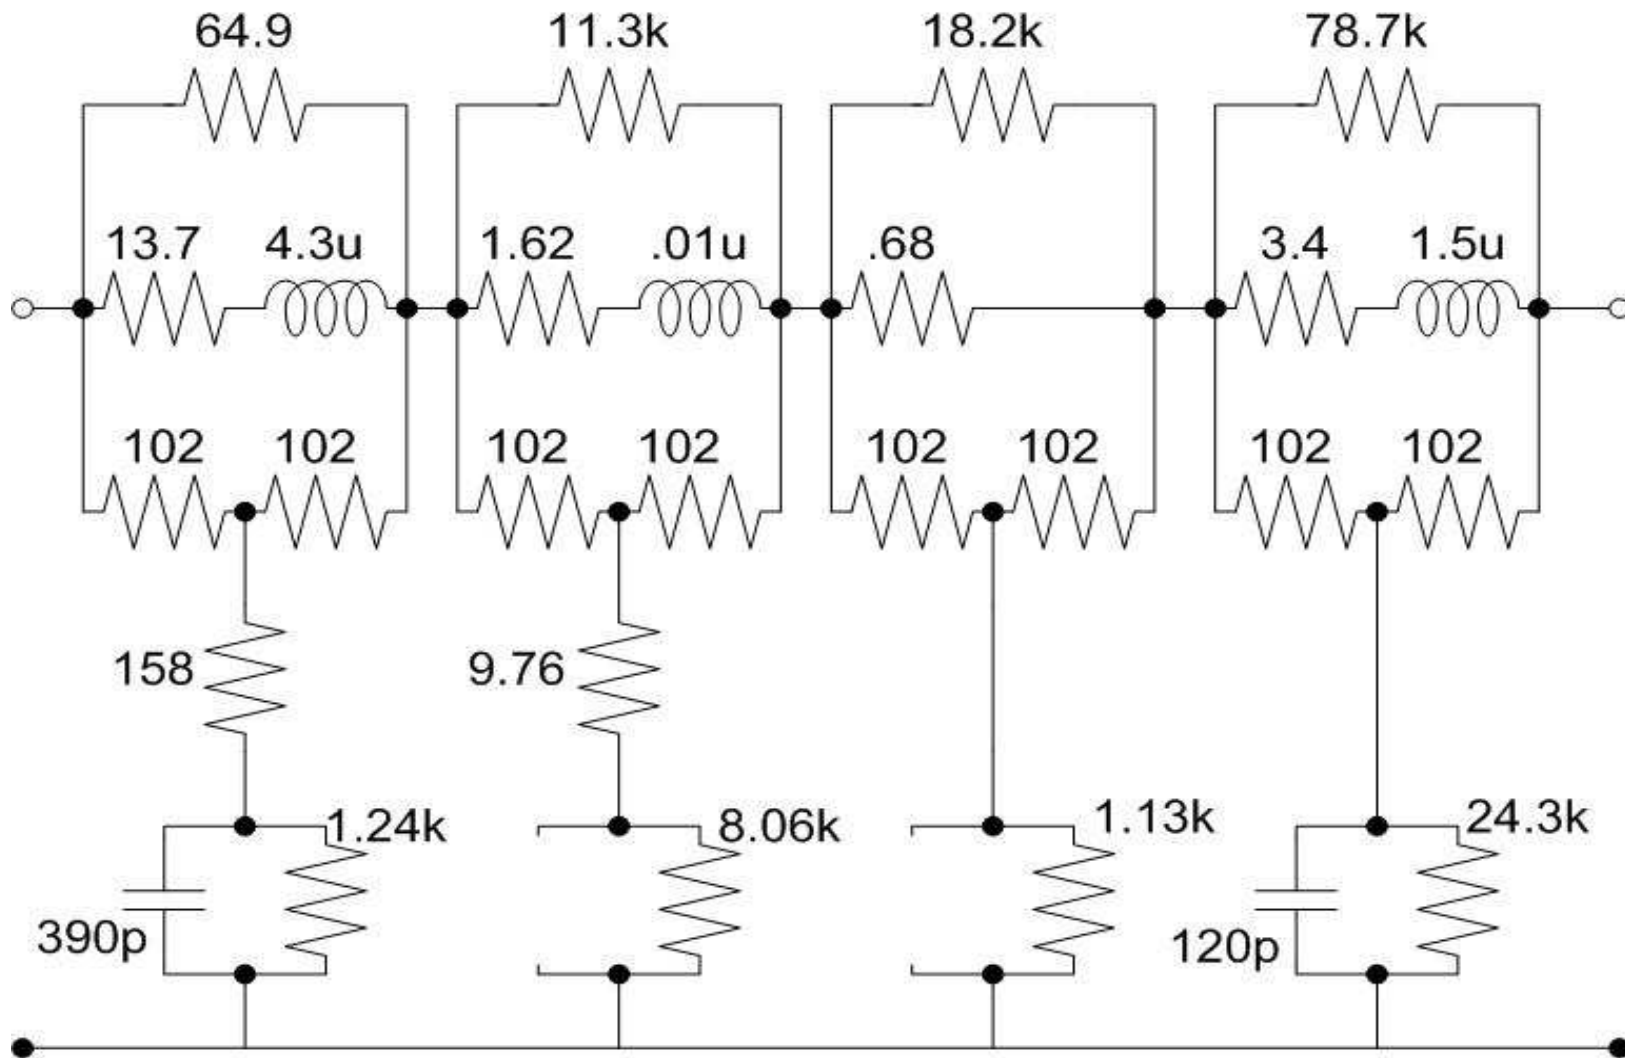 64.9 11.3k 18.2k 78.7k
13.7 4.3u 1.62 .01u .68 3.4 1.5u
102 102 102 102 102 102 102 102
158 9.76
1.24k 8.06k 1.13k 24.3k
390p 120p